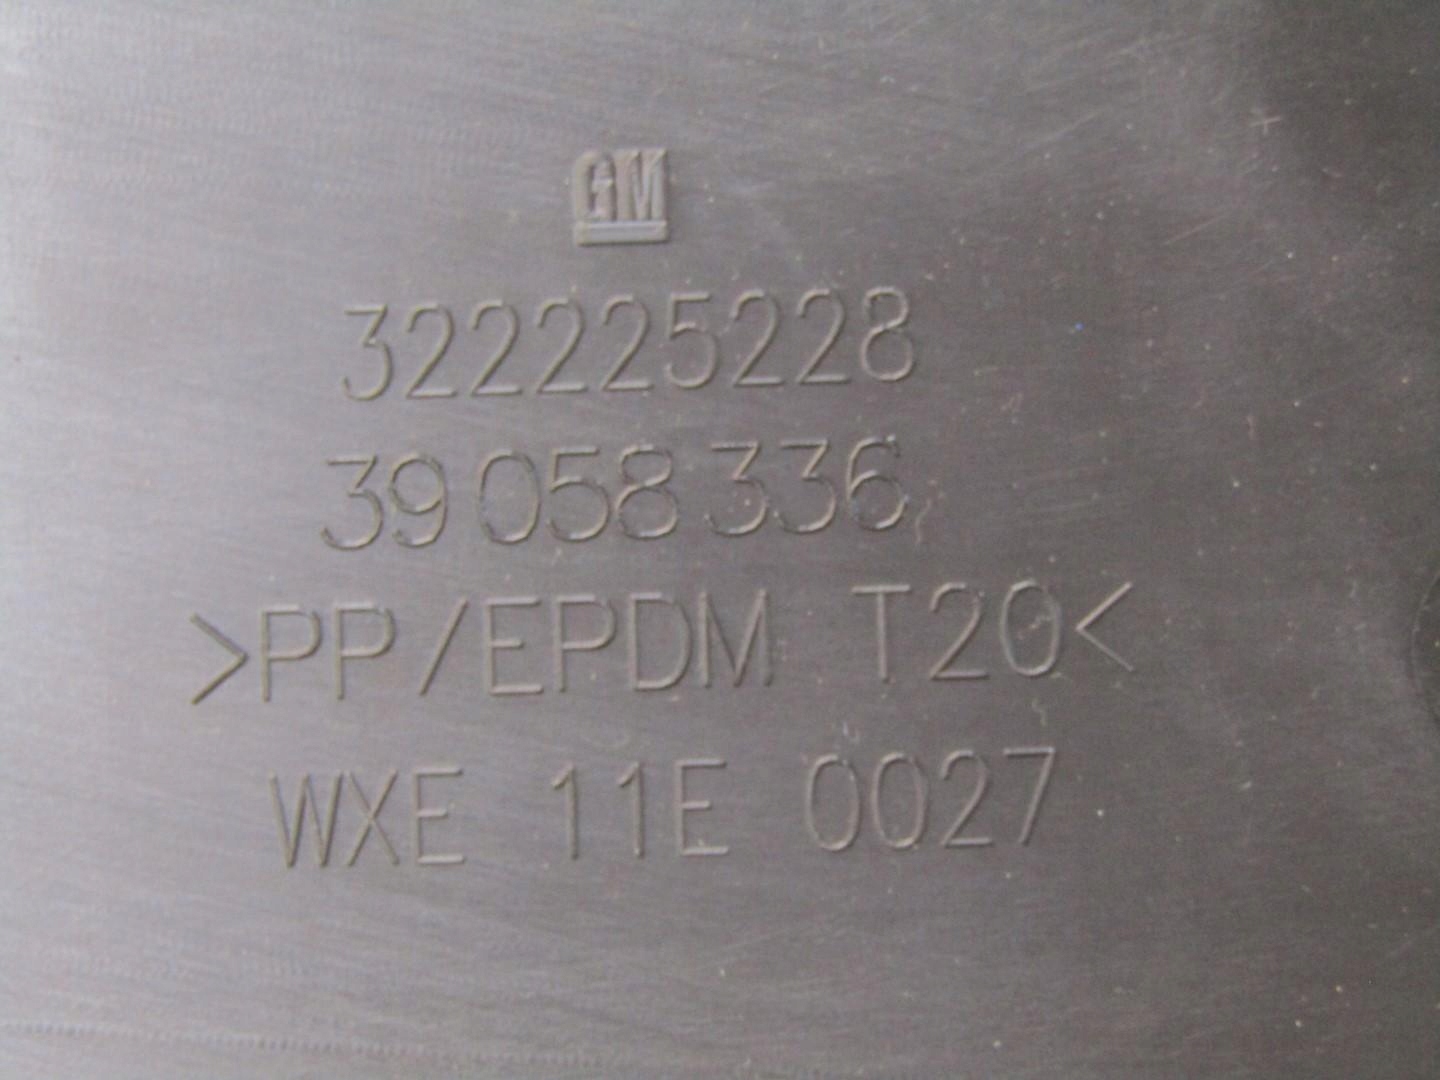 GM
322225228
39 058 336
>PP/EPDM T20<
WXE 11E 0027